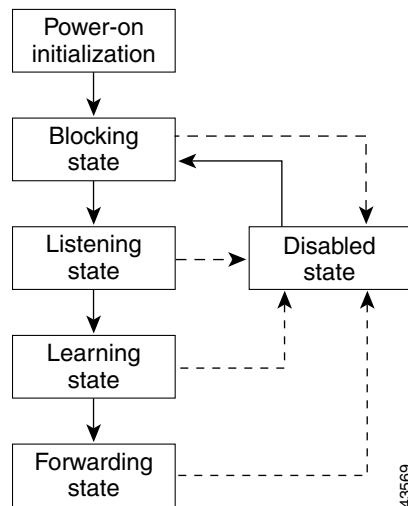 Power-on
initialization
Blocking
state
Listening
state
Disabled
state
Learning
state
Forwarding
state
43569